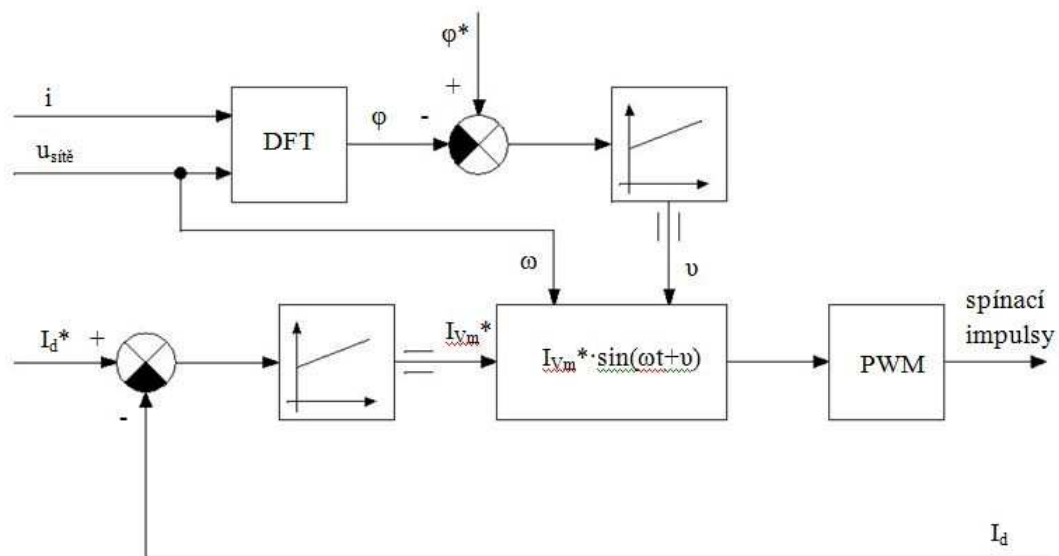 φ*
+
i
DFT
φ
-
u_sítě
ω
υ
I_d*
+
I_Vm*
I_Vm*·sin(ωt+υ)
PWM
spínací
impulsy
-
I_d